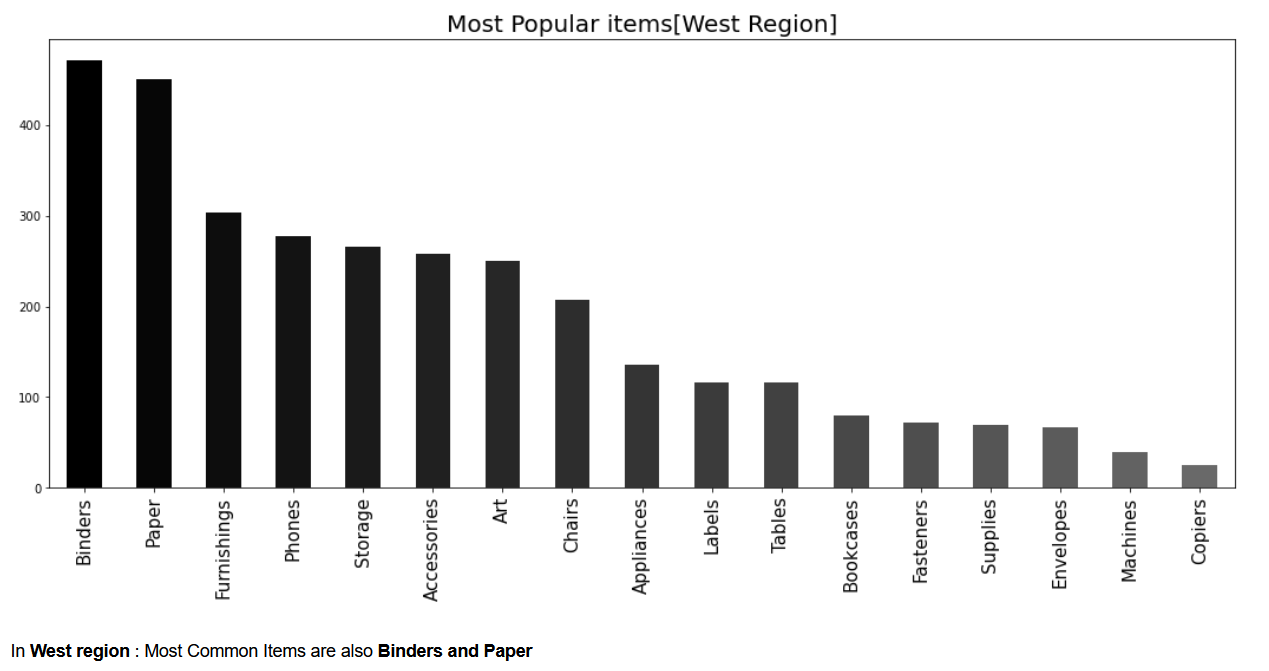 Most Popular items[West Region]
400
300
200
100
0
Binders
Paper
Furnishings
Phones
Storage
Accessories
Art
Chairs
Appliances
Labels
Tables
Bookcases
Fasteners
Supplies
Envelopes
Machines
Copiers
In West region : Most Common Items are also Binders and Paper